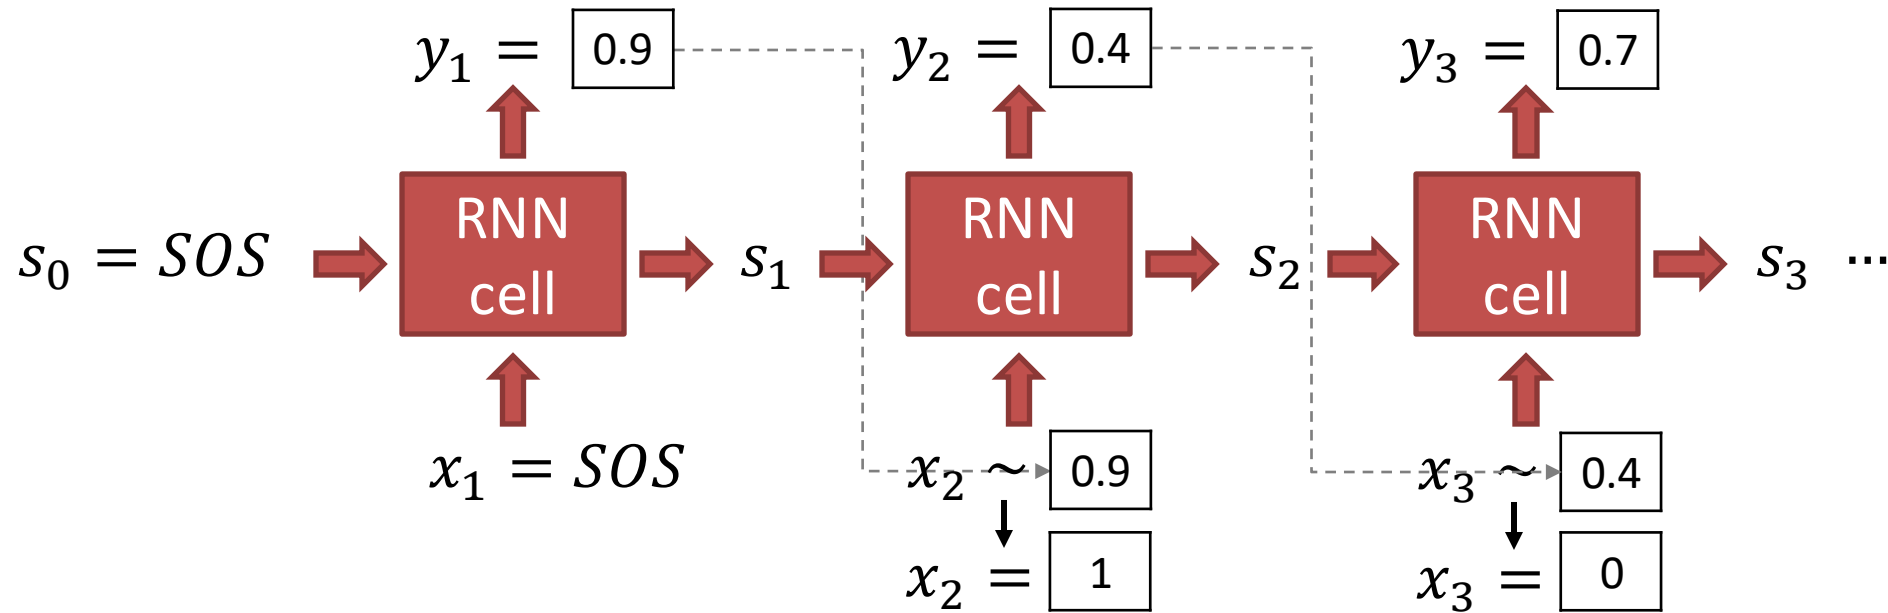 y₁ = 0.9
y₂ = 0.4
y₃ = 0.7
s₀ = SOS
RNN
cell
s₁
RNN
cell
s₂
RNN
cell
s₃ ...
x₁ = SOS
x₂ ~ 0.9
x₃ ~ 0.4
x₂ = 1
x₃ = 0